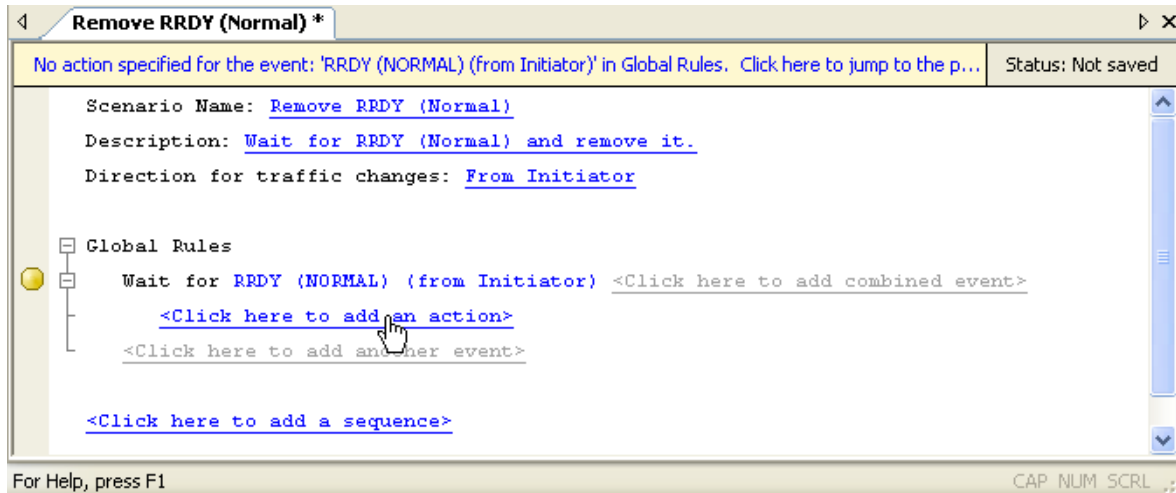 Remove RRDY (Normal) *
No action specified for the event: 'RRDY (NORMAL) (from Initiator)' in Global Rules. Click here to jump to the p... Status: Not saved
Scenario Name: Remove RRDY (Normal)
Description: Wait for RRDY (Normal) and remove it.
Direction for traffic changes: From Initiator
Global Rules
Wait for RRDY (NORMAL) (from Initiator) <Click here to add combined event>
<Click here to add an action>
<Click here to add another event>
<Click here to add a sequence>
For Help, press F1 CAP NUM SCRL